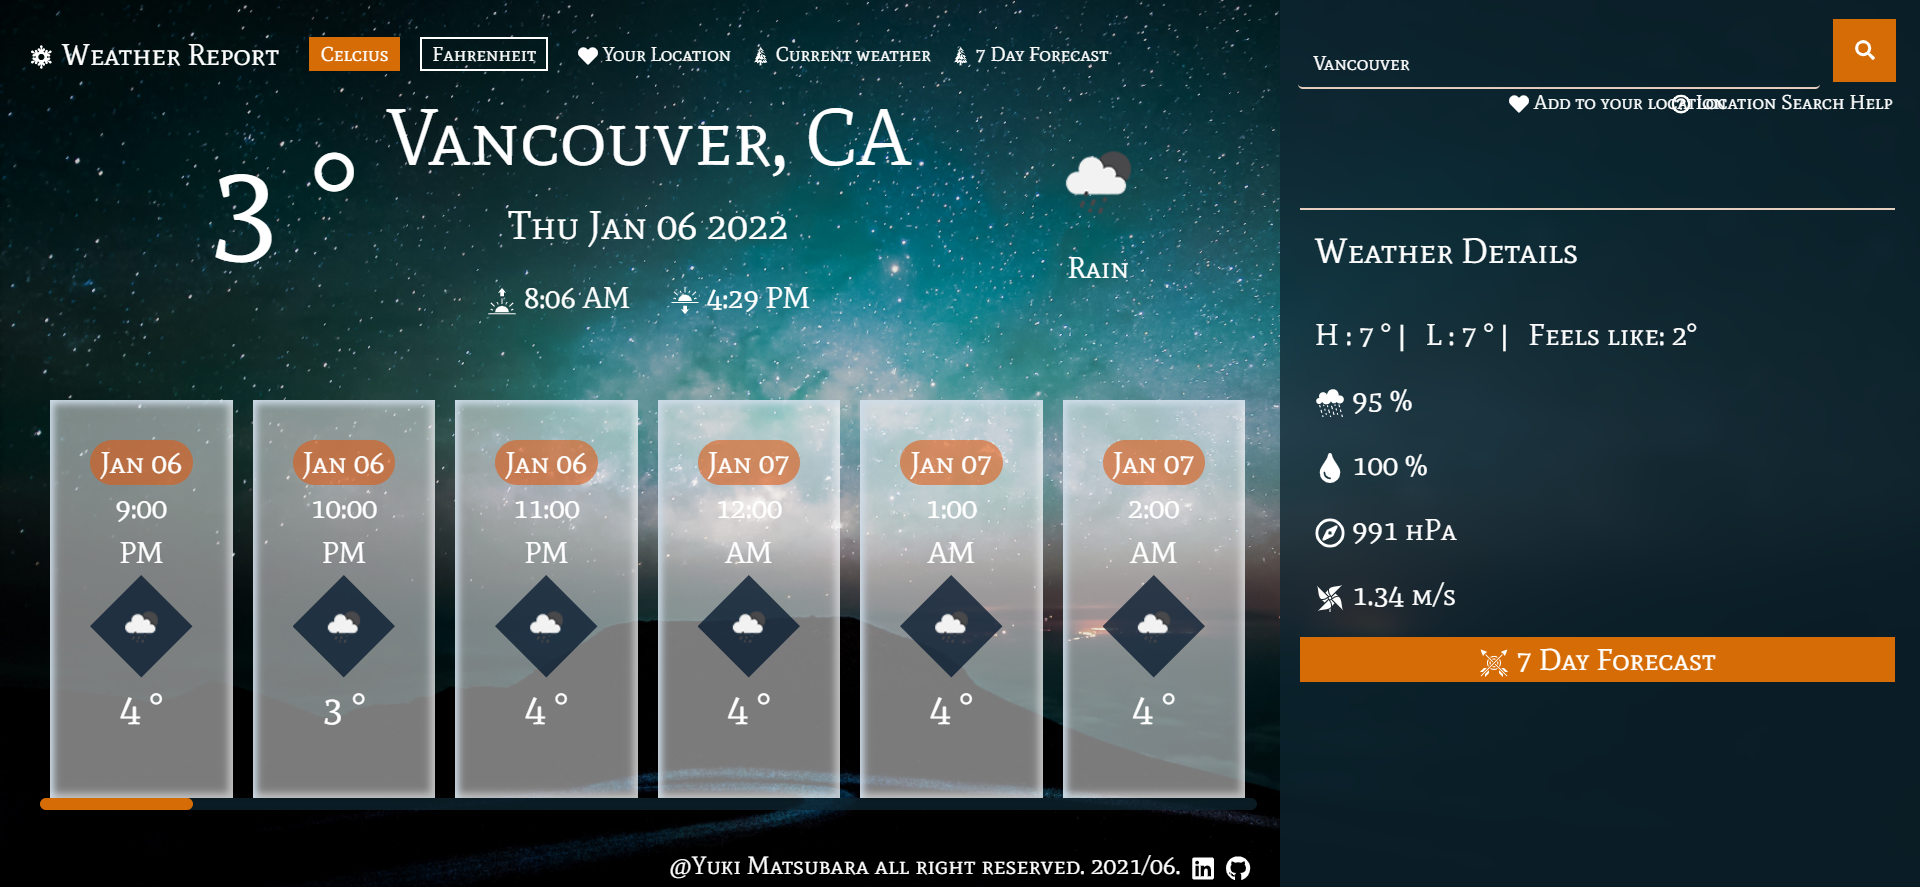 Weather Report
Celcius
Fahrenheit
Your Location
Current weather
7 Day Forecast
Vancouver, CA
3 °
Thu Jan 06 2022
8:06 AM
4:29 PM
Rain
Jan 06
9:00
PM
4 °
Jan 06
10:00
PM
3 °
Jan 06
11:00
PM
4 °
Jan 07
12:00
AM
4 °
Jan 07
1:00
AM
4 °
Jan 07
2:00
AM
4 °
@Yuki Matsubara all right reserved. 2021/06.
Vancouver
Add to your location
Location Search Help
Weather Details
H : 7 ° | L : 7 ° | Feels like: 2°
95 %
100 %
991 hPa
1.34 m/s
7 Day Forecast